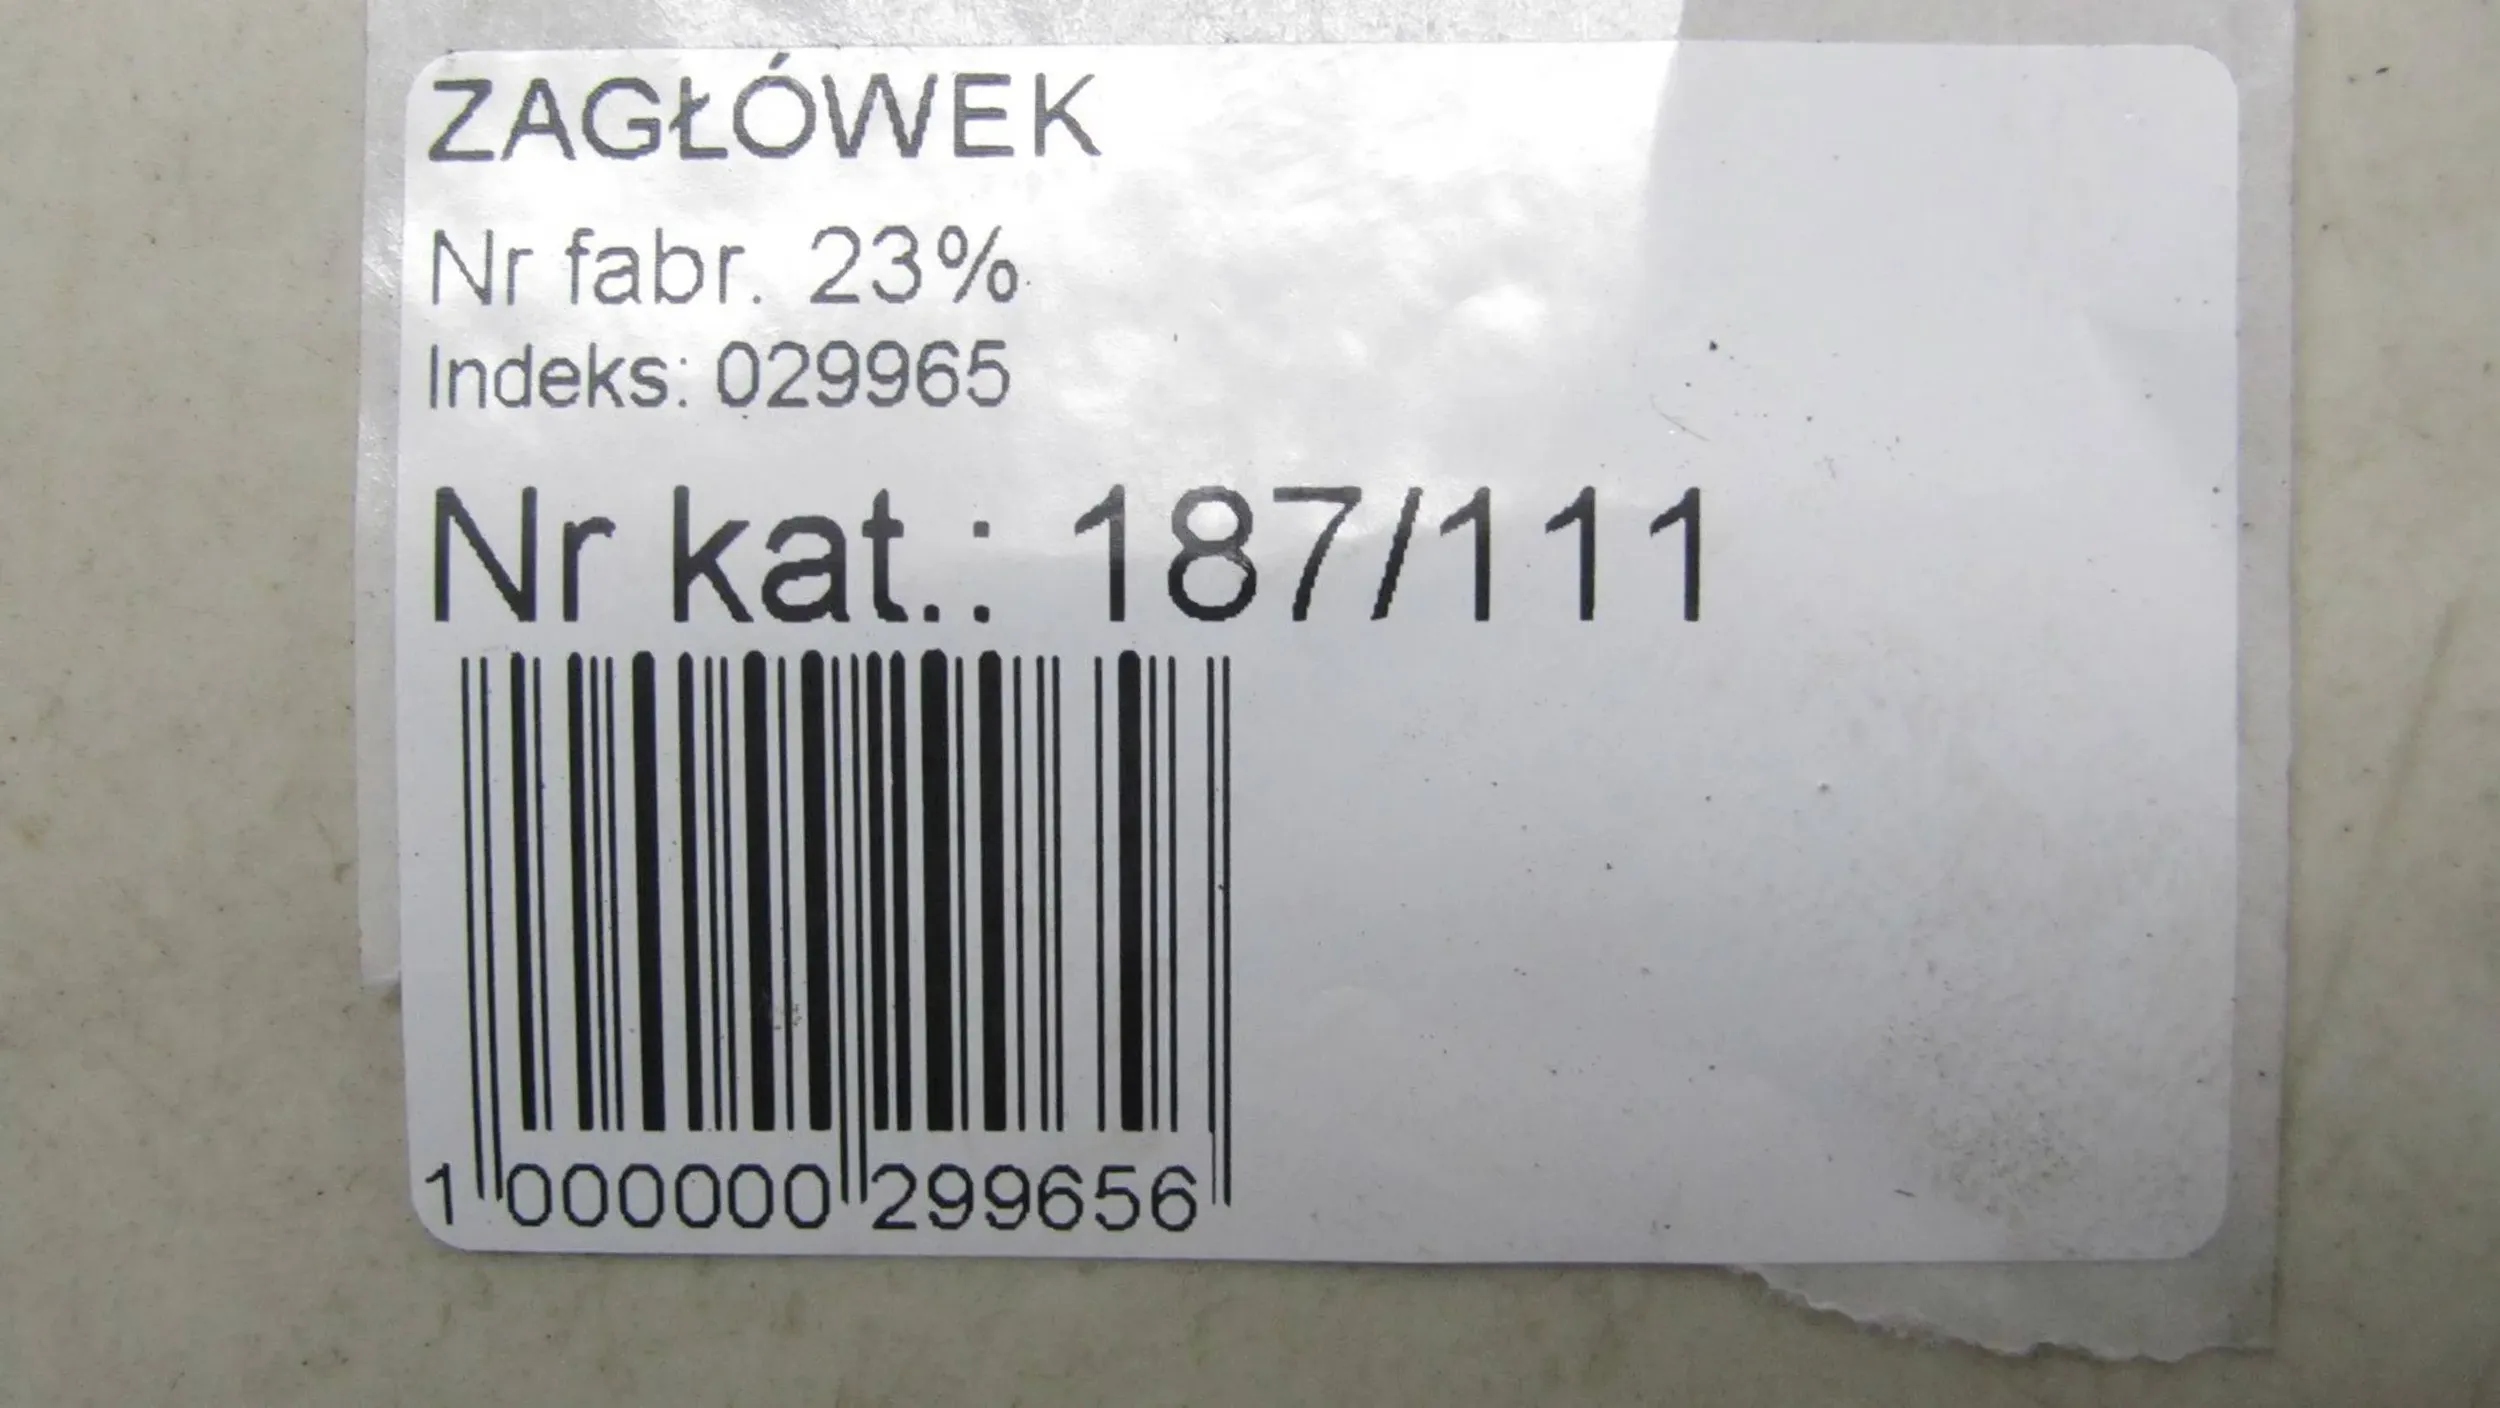 ZAGŁÓWEK
Nr fabr. 23%
Indeks: 029965
Nr kat.: 187/111
1 000000 299656